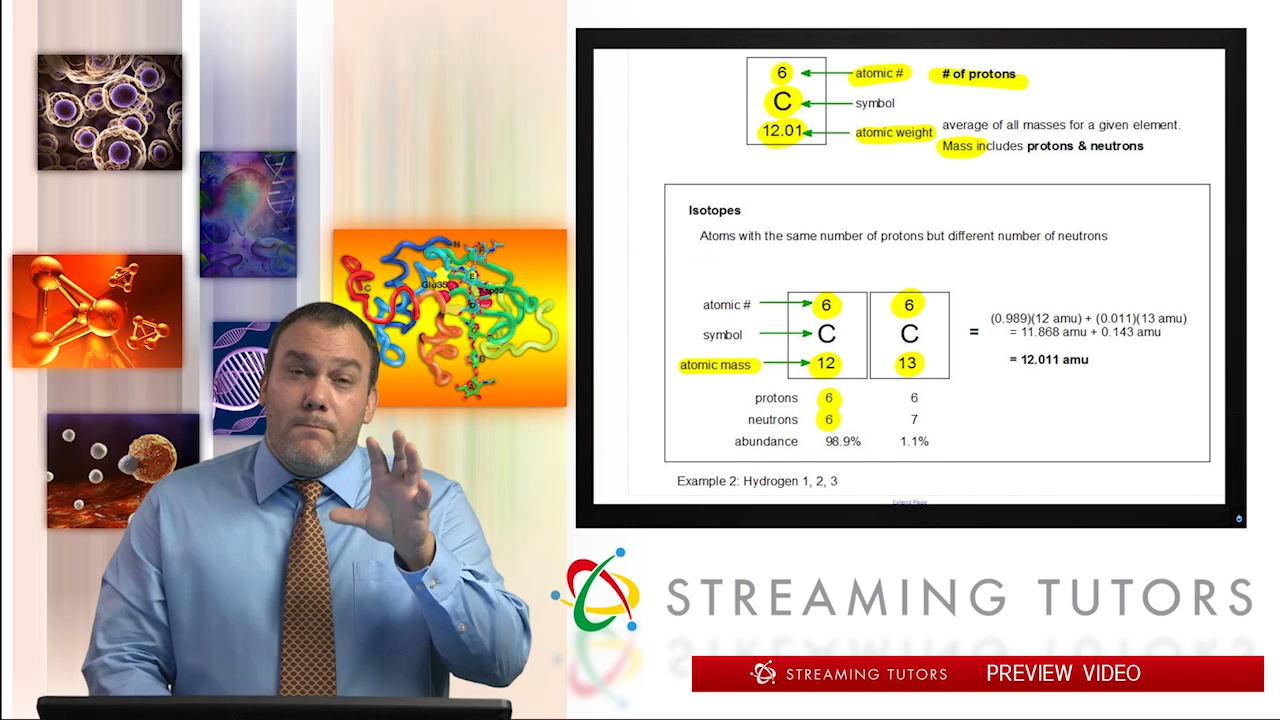 6
atomic #
# of protons
C
symbol
12.01
atomic weight
average of all masses for a given element.
Mass includes protons & neutrons
Isotopes
Atoms with the same number of protons but different number of neutrons
atomic #
6
6
symbol
C
C
atomic mass
12
13
=
(0.989)(12 amu) + (0.011)(13 amu)
= 11.868 amu + 0.143 amu
= 12.011 amu
protons 6 6
neutrons 6 7
abundance 98.9% 1.1%
Example 2: Hydrogen 1, 2, 3
Extend Page
N
F
E
Glu35
Asp52
C
D
B
A
STREAMING TUTORS
STREAMING TUTORS PREVIEW VIDEO